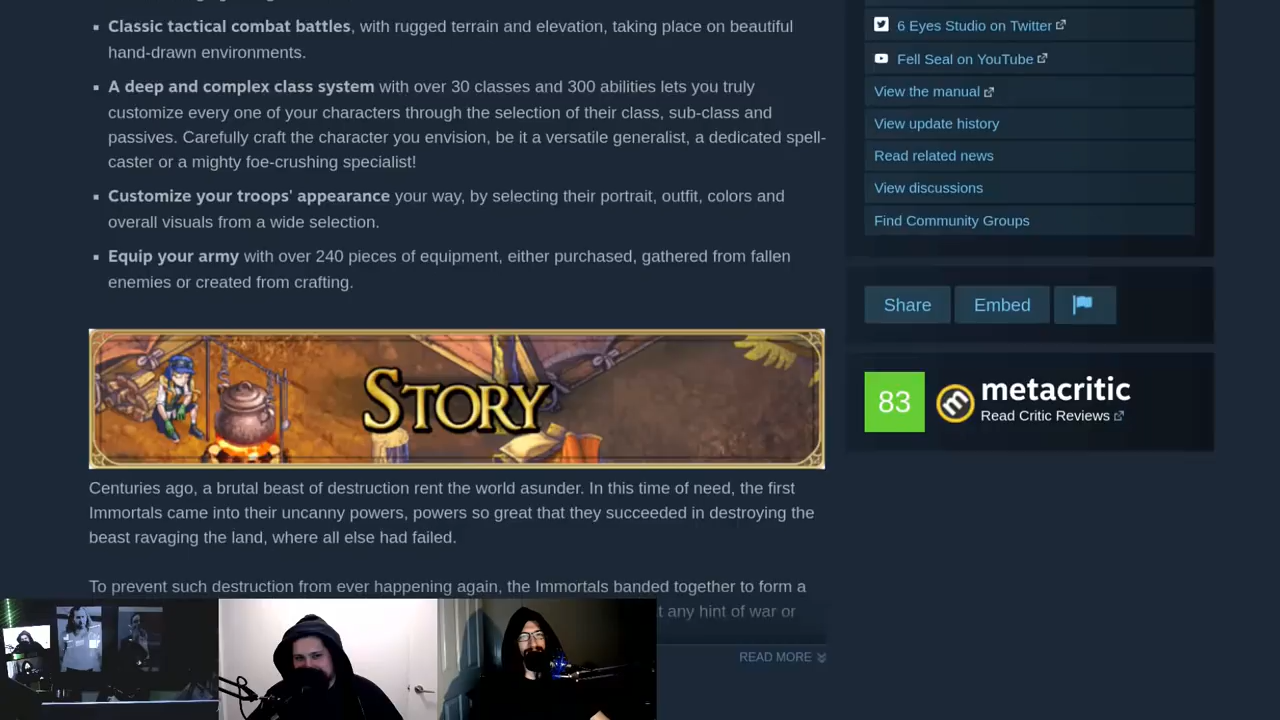 Classic tactical combat battles, with rugged terrain and elevation, taking place on beautiful
hand-drawn environments.
A deep and complex class system with over 30 classes and 300 abilities lets you truly
customize every one of your characters through the selection of their class, sub-class and
passives. Carefully craft the character you envision, be it a versatile generalist, a dedicated spell-
caster or a mighty foe-crushing specialist!
Customize your troops' appearance your way, by selecting their portrait, outfit, colors and
overall visuals from a wide selection.
Equip your army with over 240 pieces of equipment, either purchased, gathered from fallen
enemies or created from crafting.
STORY
Centuries ago, a brutal beast of destruction rent the world asunder. In this time of need, the first
Immortals came into their uncanny powers, powers so great that they succeeded in destroying the
beast ravaging the land, where all else had failed.
To prevent such destruction from ever happening again, the Immortals banded together to form a
any hint of war or
READ MORE
6 Eyes Studio on Twitter
Fell Seal on YouTube
View the manual
View update history
Read related news
View discussions
Find Community Groups
Share
Embed
83
metacritic
Read Critic Reviews